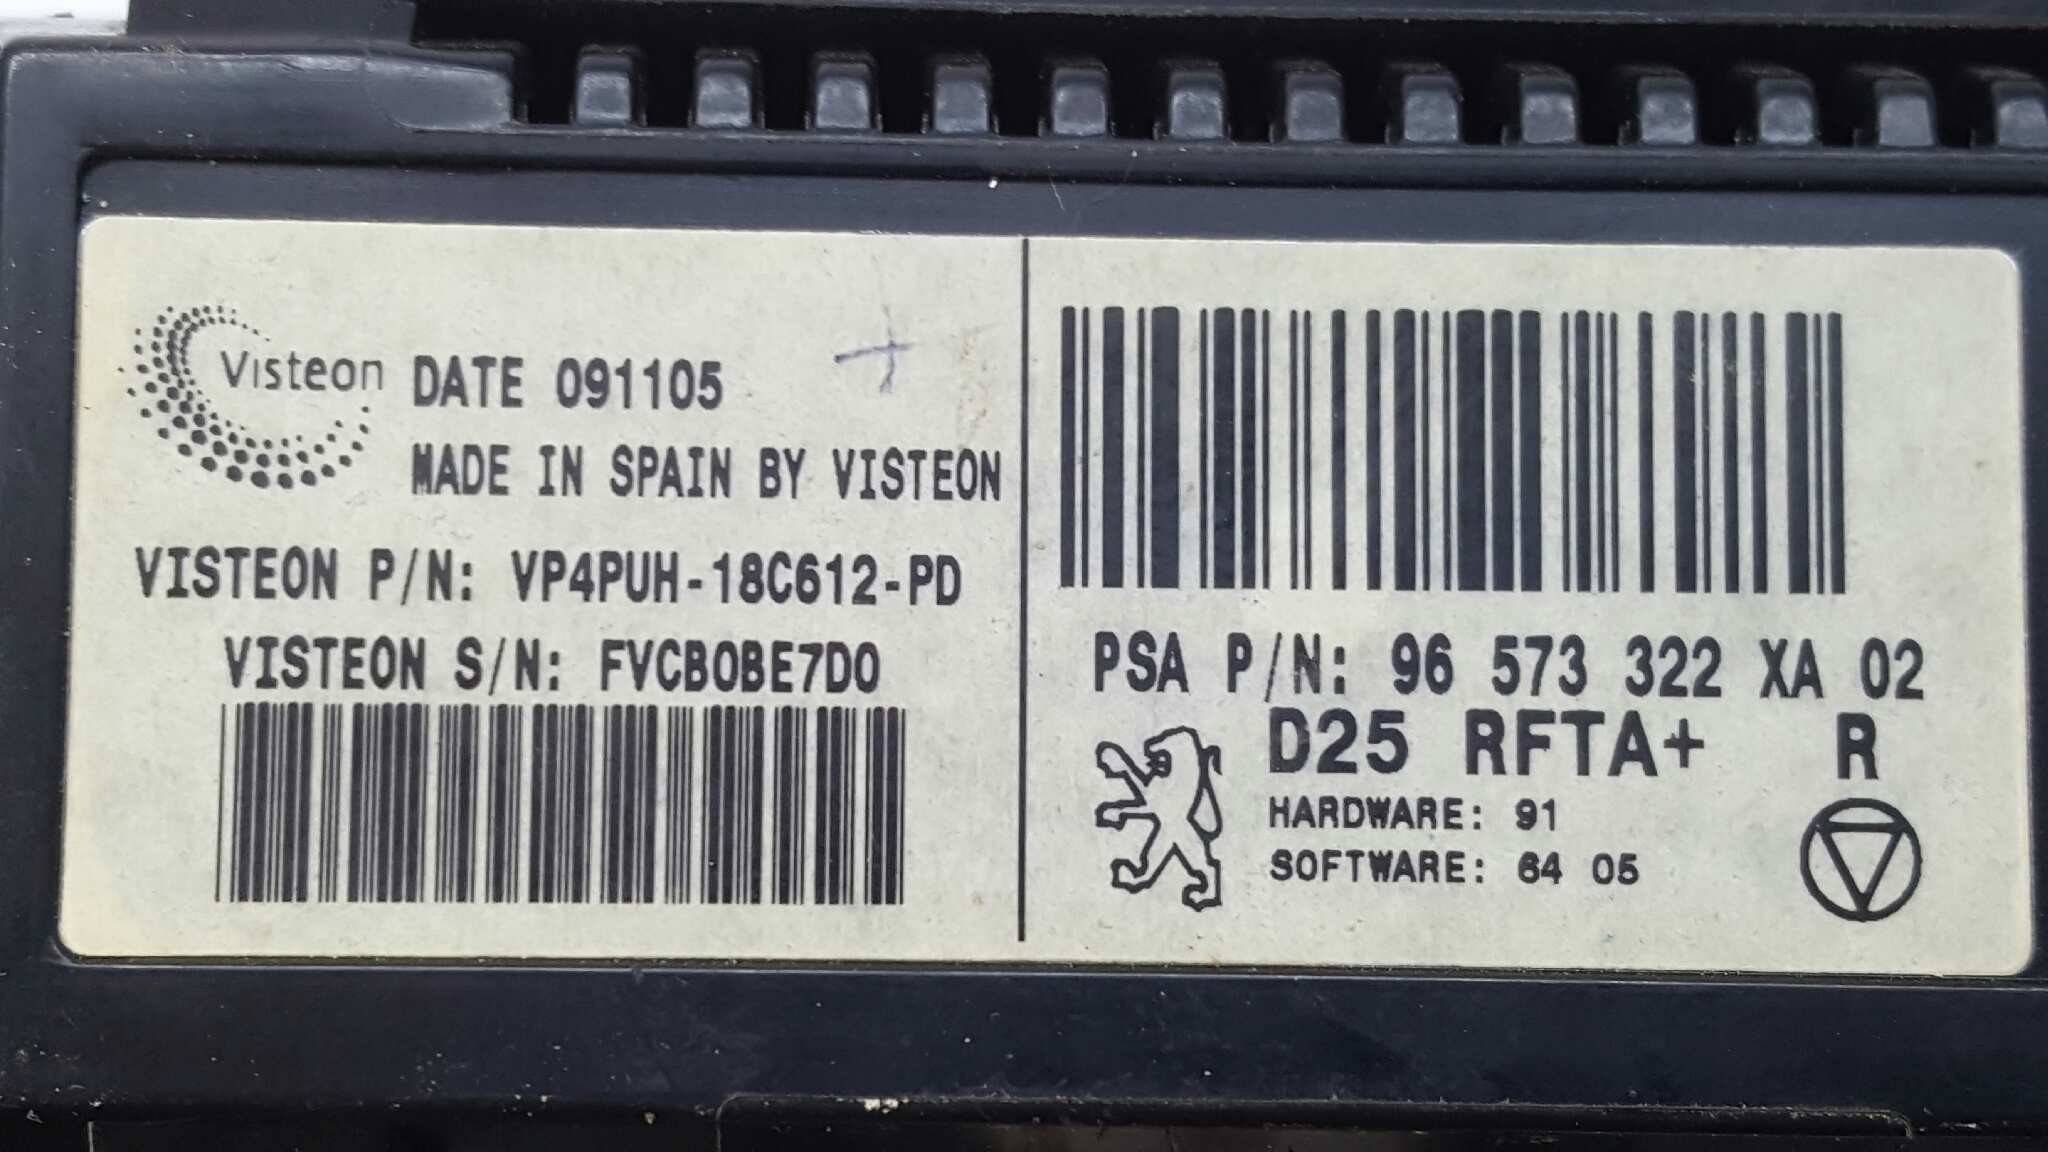 Visteon
DATE 091105
MADE IN SPAIN BY VISTEON
VISTEON P/N: VP4PUH-18C612-PD
VISTEON S/N: FVCB0BE7D0
PSA P/N: 96 573 322 XA 02
D25 RFTA+ R
HARDWARE: 91
SOFTWARE: 64 05